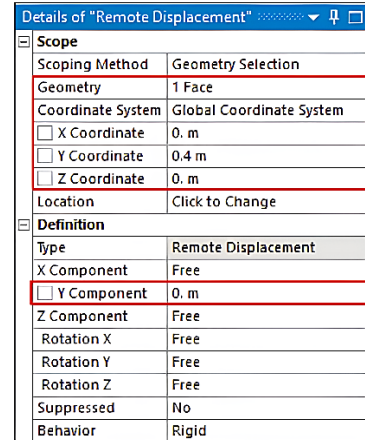 Details of "Remote Displacement"
Scope
Scoping Method Geometry Selection
Geometry 1 Face
Coordinate System Global Coordinate System
X Coordinate 0. m
Y Coordinate 0.4 m
Z Coordinate 0. m
Location Click to Change
Definition
Type Remote Displacement
X Component Free
Y Component 0. m
Z Component Free
Rotation X Free
Rotation Y Free
Rotation Z Free
Suppressed No
Behavior Rigid